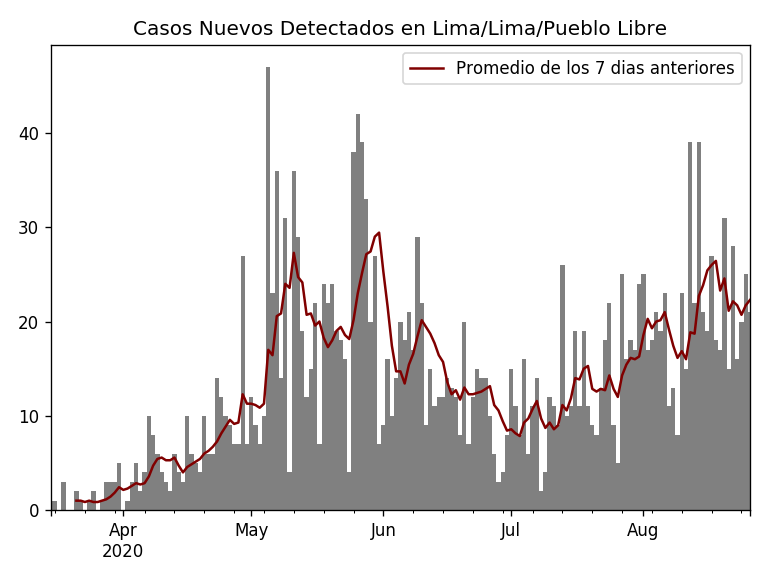 Casos Nuevos Detectados en Lima/Lima/Pueblo Libre
Promedio de los 7 dias anteriores
40
30
20
10
0
Apr May Jun Jul Aug
2020